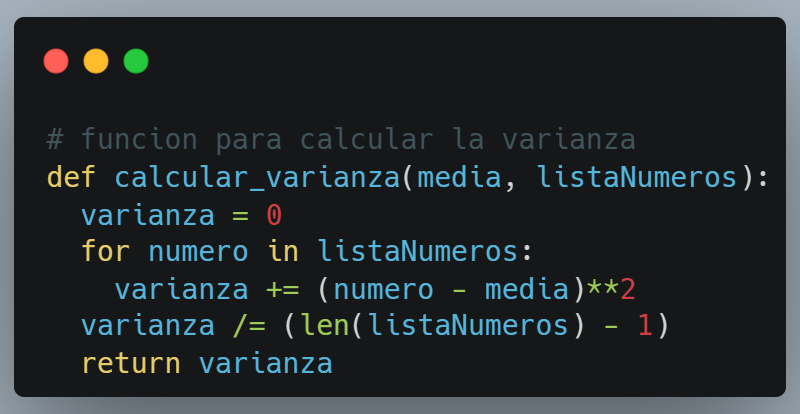 # funcion para calcular la varianza
def calcular_varianza(media, listaNumeros):
  varianza = 0
  for numero in listaNumeros:
    varianza += (numero - media)**2
  varianza /= (len(listaNumeros) - 1)
  return varianza